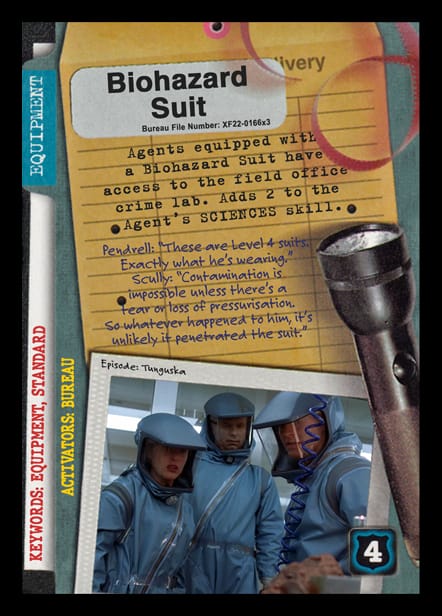 EQUIPMENT
KEYWORDS: EQUIPMENT, STANDARD
ACTIVATORS: BUREAU
ivery
Biohazard
Suit
Bureau File Number: XF22-0166x3
Agents equipped with
a Biohazard Suit have
access to the field office
crime lab. Adds 2 to the
Agent's SCIENCES skill.
Pendrell: "These are Level 4 suits.
Exactly what he's wearing."
Scully: "Contamination is
impossible unless there's a
tear or loss of pressurisation.
So whatever happened to him, it's
unlikely it penetrated the suit."
Episode: Tunguska
4